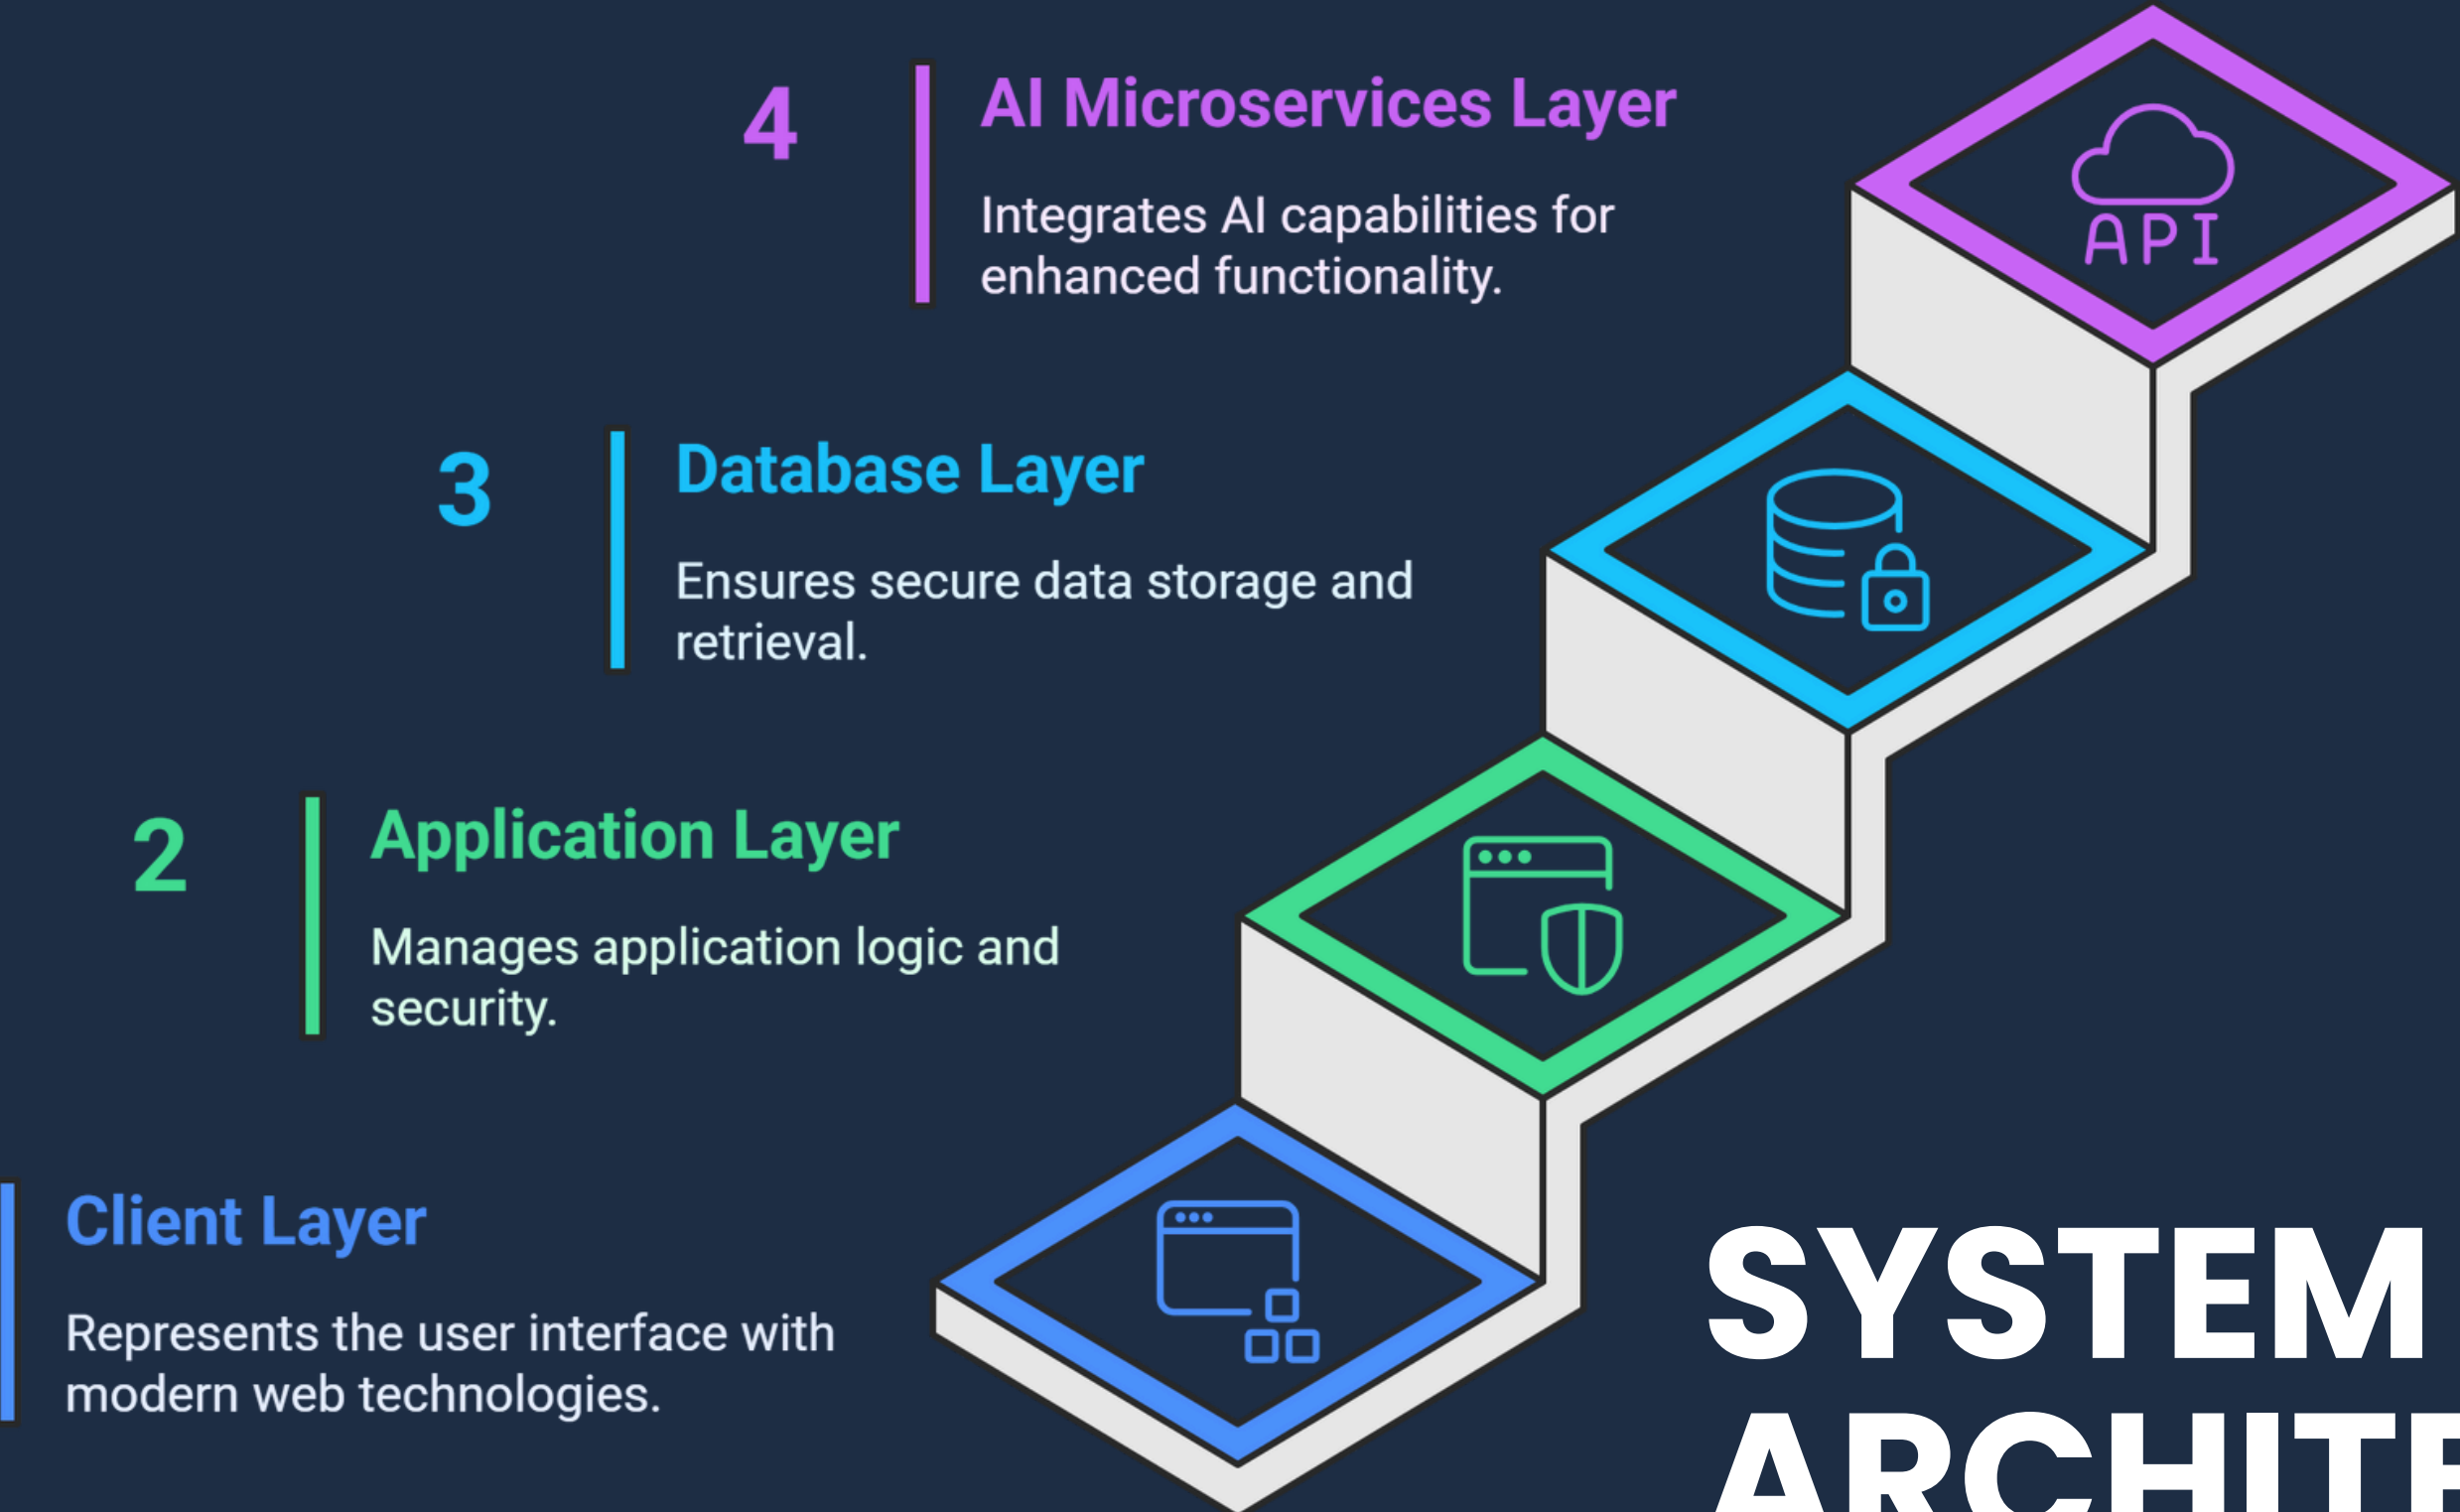 4
AI Microservices Layer
Integrates AI capabilities for
enhanced functionality.
API
3
Database Layer
Ensures secure data storage and
retrieval.
2
Application Layer
Manages application logic and
security.
Client Layer
Represents the user interface with
modern web technologies.
SYSTEM